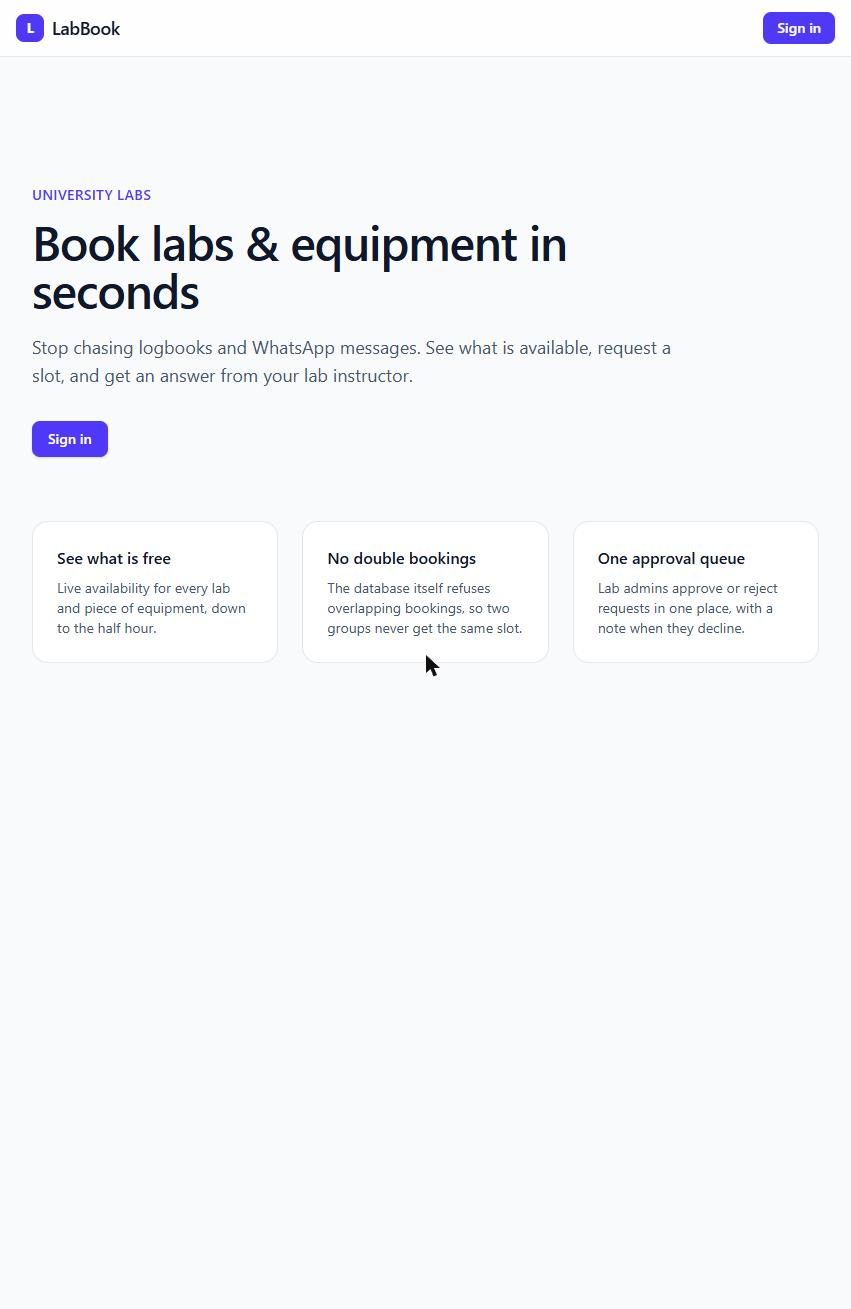 L LabBook
Sign in
UNIVERSITY LABS
Book labs & equipment in
seconds
Stop chasing logbooks and WhatsApp messages. See what is available, request a
slot, and get an answer from your lab instructor.
Sign in
See what is free
Live availability for every lab
and piece of equipment, down
to the half hour.
No double bookings
The database itself refuses
overlapping bookings, so two
groups never get the same slot.
One approval queue
Lab admins approve or reject
requests in one place, with a
note when they decline.